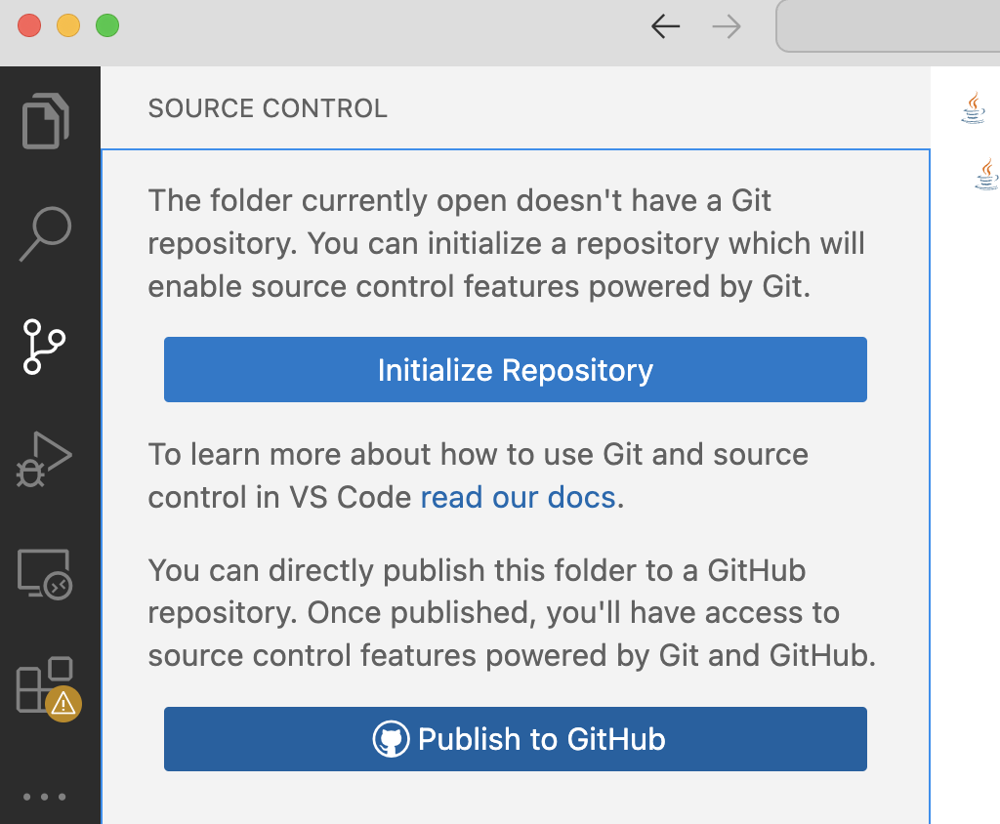 SOURCE CONTROL
The folder currently open doesn't have a Git
repository. You can initialize a repository which will
enable source control features powered by Git.
Initialize Repository
To learn more about how to use Git and source
control in VS Code read our docs.
You can directly publish this folder to a GitHub
repository. Once published, you'll have access to
source control features powered by Git and GitHub.
Publish to GitHub